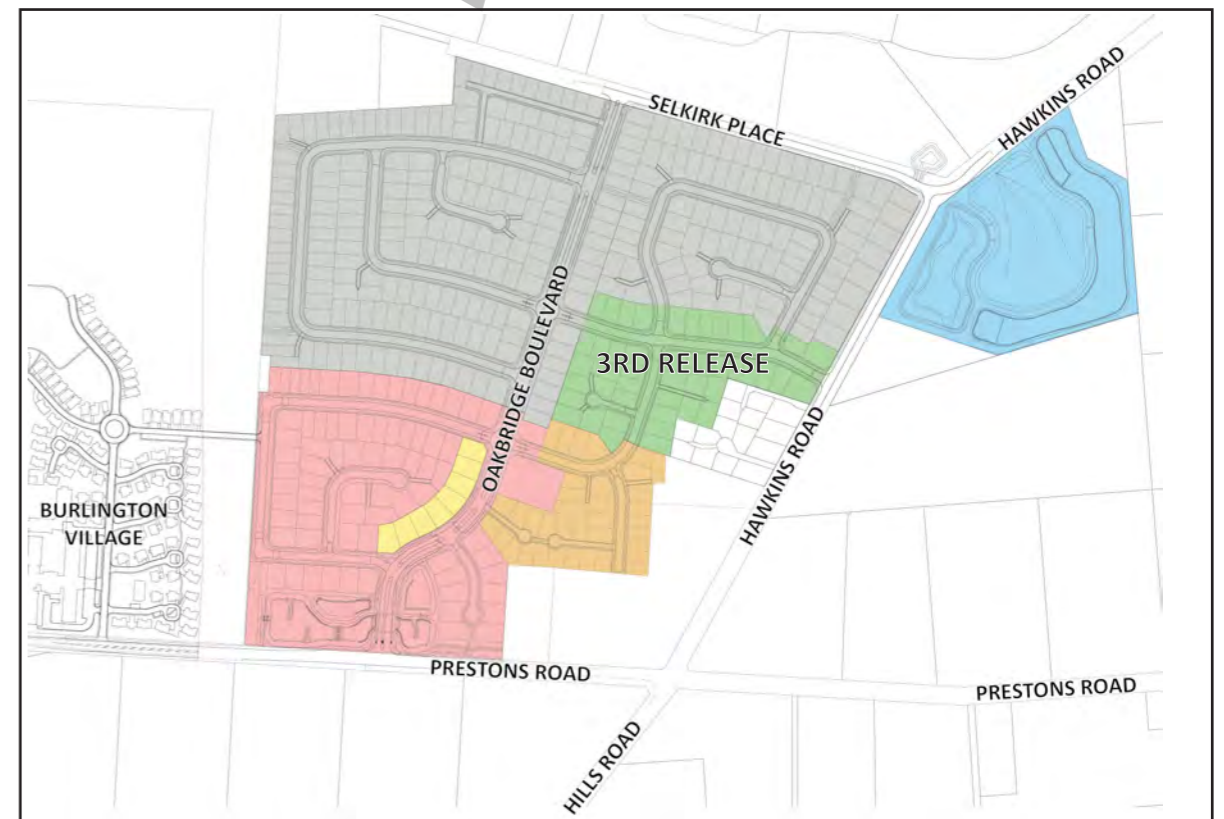 SELKIRK PLACE
HAWKINS ROAD
OAKBRIDGE BOULEVARD
3RD RELEASE
HAWKINS ROAD
BURLINGTON
VILLAGE
PRESTONS ROAD
PRESTONS ROAD
HILLS ROAD